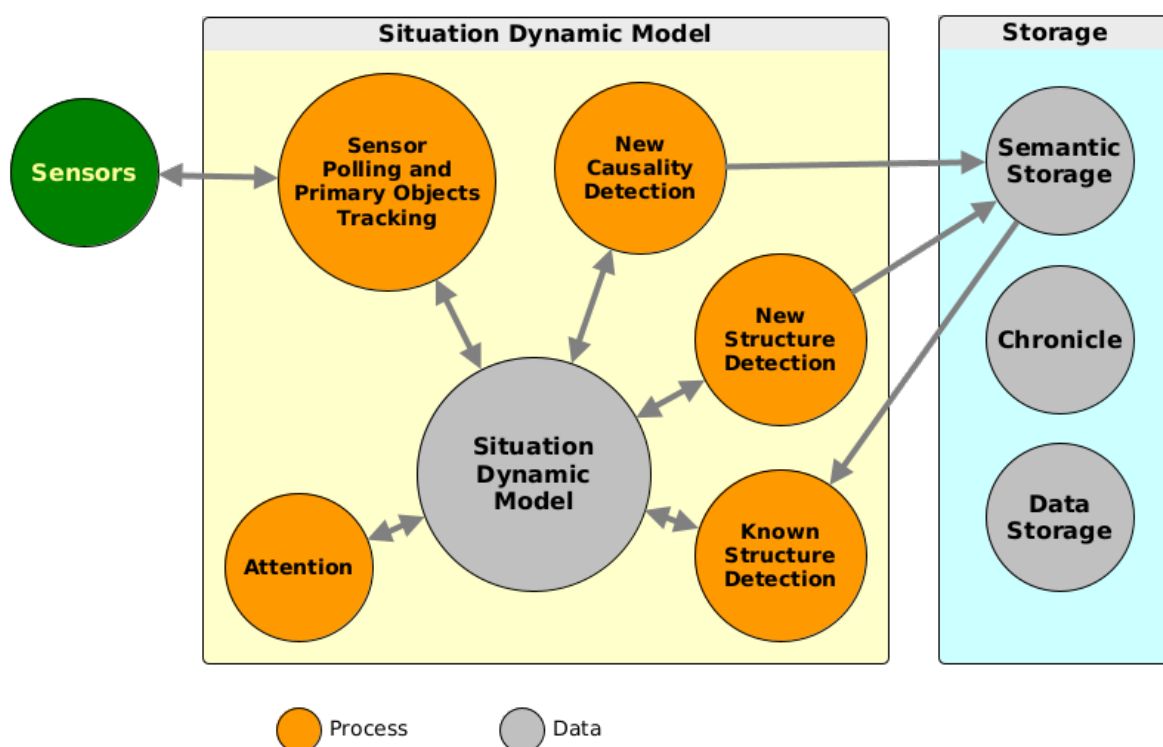 Situation Dynamic Model
Storage
Sensors
Sensor
Polling and
Primary Objects
Tracking
New
Causality
Detection
Semantic
Storage
New
Structure
Detection
Chronicle
Situation
Dynamic
Model
Data
Storage
Known
Structure
Detection
Attention
Process
Data